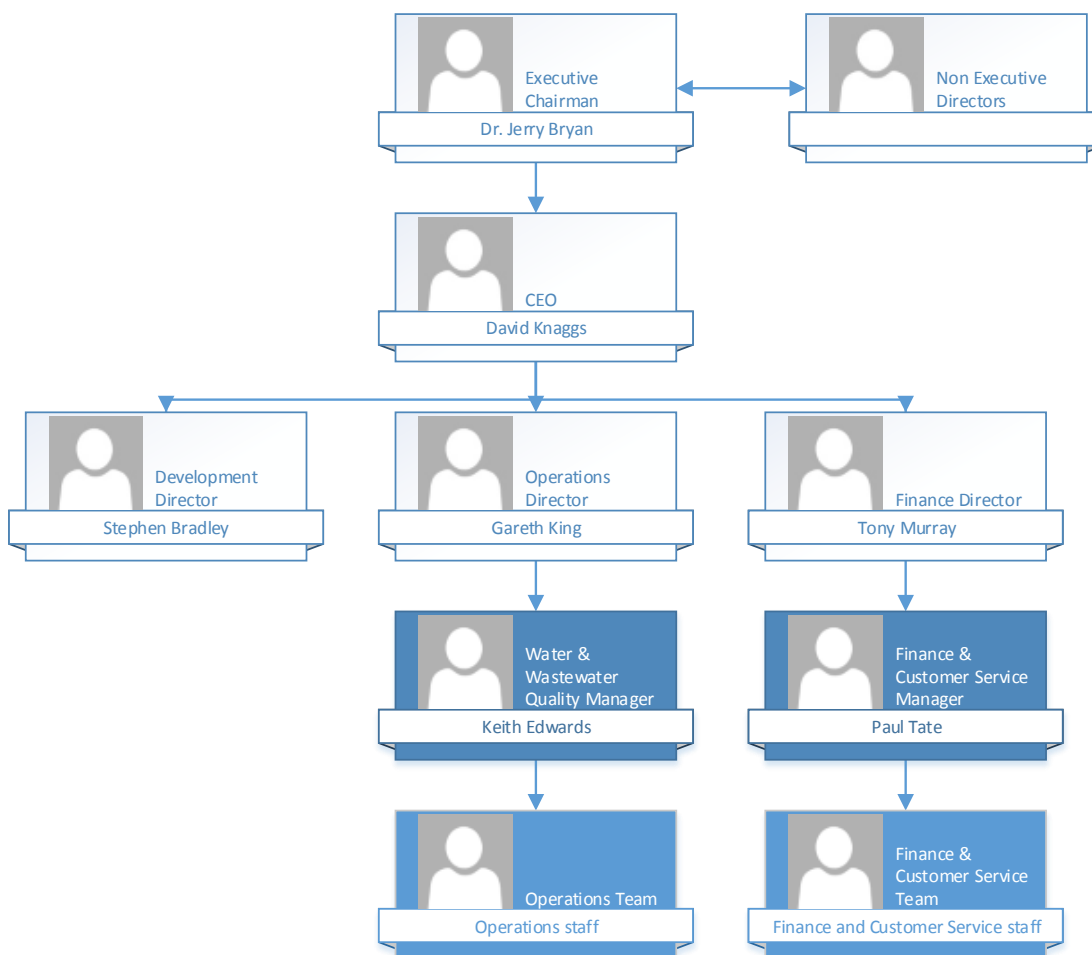 Executive
Chairman
Dr. Jerry Bryan
Non Executive
Directors
CEO
David Knaggs
Development
Director
Stephen Bradley
Operations
Director
Gareth King
Finance Director
Tony Murray
Water &
Wastewater
Quality Manager
Keith Edwards
Finance &
Customer Service
Manager
Paul Tate
Operations Team
Operations staff
Finance &
Customer Service
Team
Finance and Customer Service staff